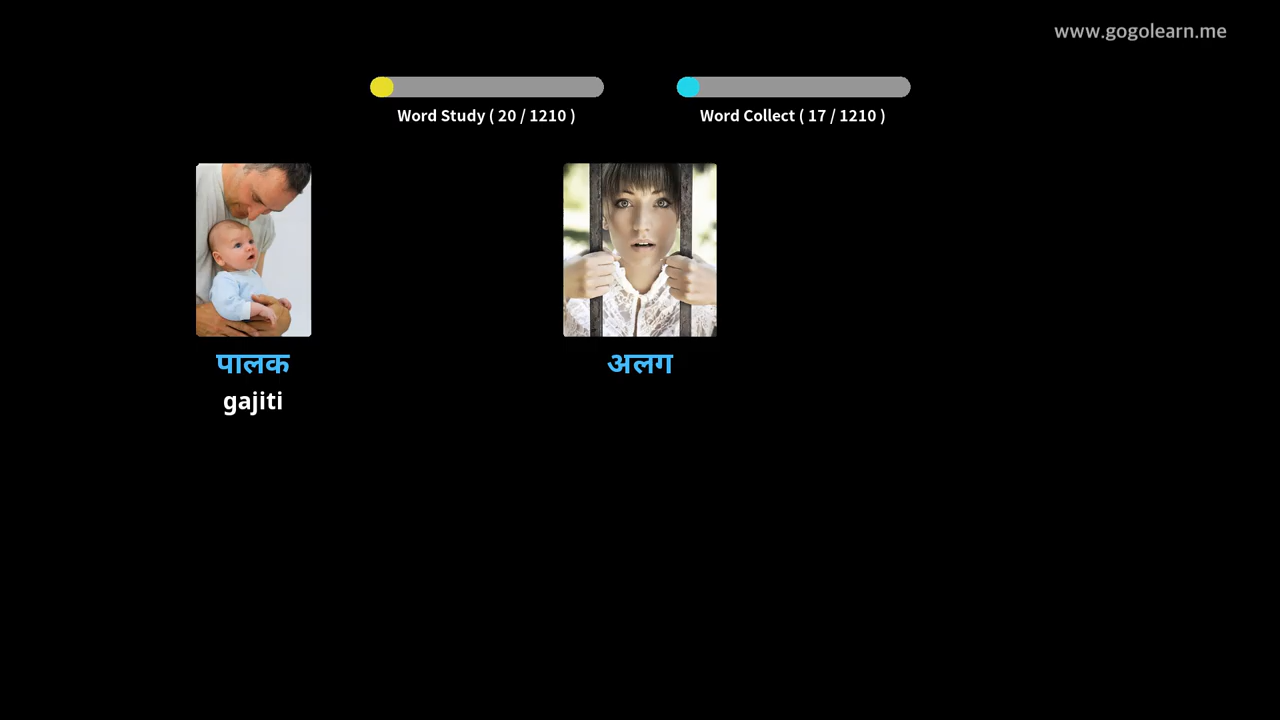 www.gogolearn.me
Word Study ( 20 / 1210 )
Word Collect ( 17 / 1210 )
पालक
अलग
gajiti